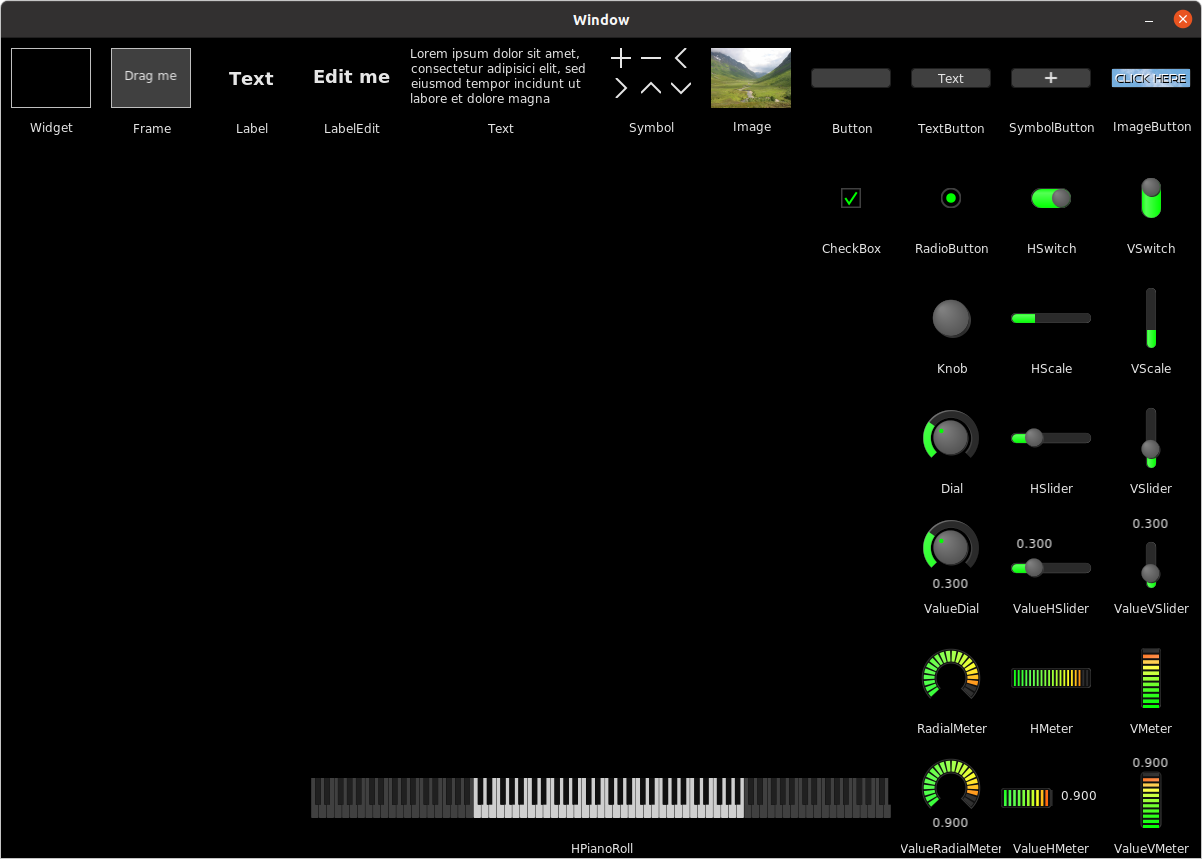 Window
Drag me
Text
Edit me
Lorem ipsum dolor sit amet,
consectetur adipisici elit, sed
eiusmod tempor incidunt ut
labore et dolore magna
Text
CLICK HERE
Widget
Frame
Label
LabelEdit
Text
Symbol
Image
Button
TextButton
SymbolButton
ImageButton
CheckBox
RadioButton
HSwitch
VSwitch
Knob
HScale
VScale
Dial
HSlider
VSlider
0.300
0.300
0.300
ValueDial
ValueHSlider
ValueVSlider
RadialMeter
HMeter
VMeter
0.900
0.900
0.900
HPianoRoll
ValueRadialMeter
ValueHMeter
ValueVMeter